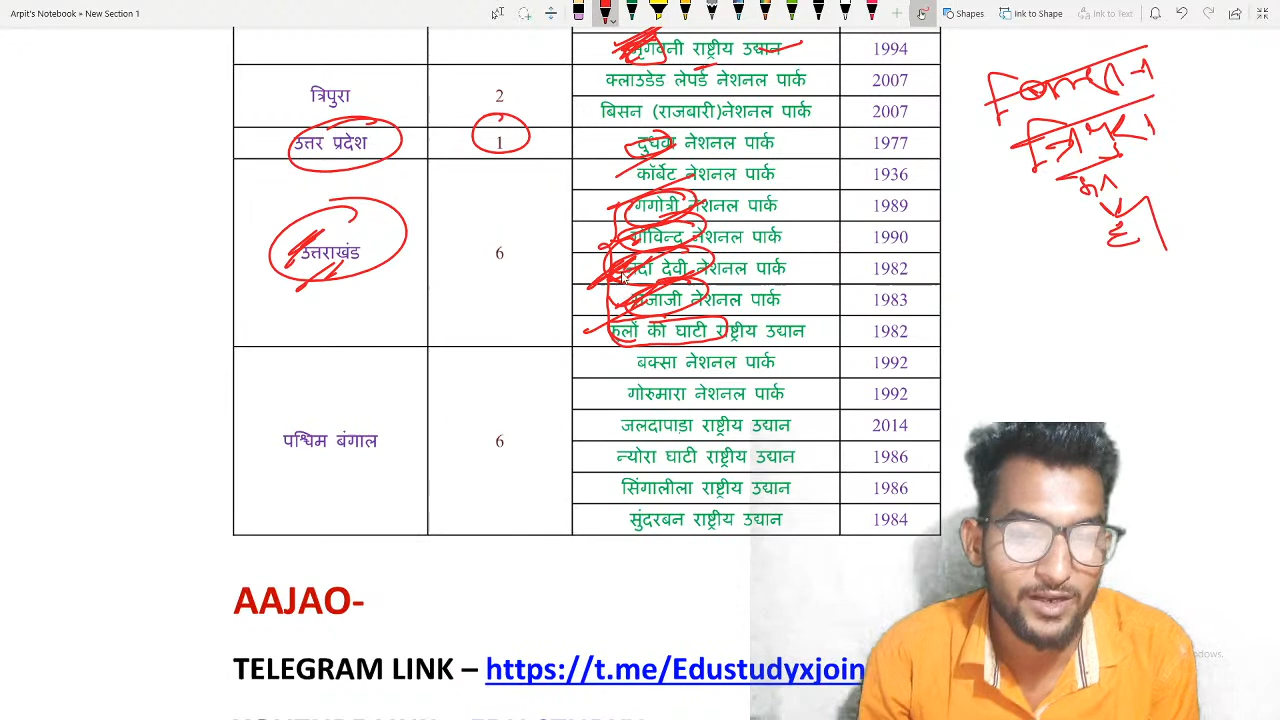 Arpit's Notebook » New Section 1
Shapes Ink to Shape Ink to Text
मृगवनी राष्ट्रीय उद्यान 1994
त्रिपुरा 2 क्लाउडेड लेपर्ड नेशनल पार्क 2007
बिसन (राजबारी)नेशनल पार्क 2007
उत्तर प्रदेश 1 दुधवा नेशनल पार्क 1977
कॉर्बेट नेशनल पार्क 1936
गंगोत्री नेशनल पार्क 1989
गोविन्द नेशनल पार्क 1990
उत्तराखंड 6 नंदा देवी नेशनल पार्क 1982
राजाजी नेशनल पार्क 1983
फूलों की घाटी राष्ट्रीय उद्यान 1982
बक्सा नेशनल पार्क 1992
गोरुमारा नेशनल पार्क 1992
जलदापाड़ा राष्ट्रीय उद्यान 2014
पश्चिम बंगाल 6 न्योरा घाटी राष्ट्रीय उद्यान 1986
सिंगालीला राष्ट्रीय उद्यान 1986
सुंदरबन राष्ट्रीय उद्यान 1984
त्रिपुरा
AAJAO-
TELEGRAM LINK – https://t.me/Edustudyxjoin